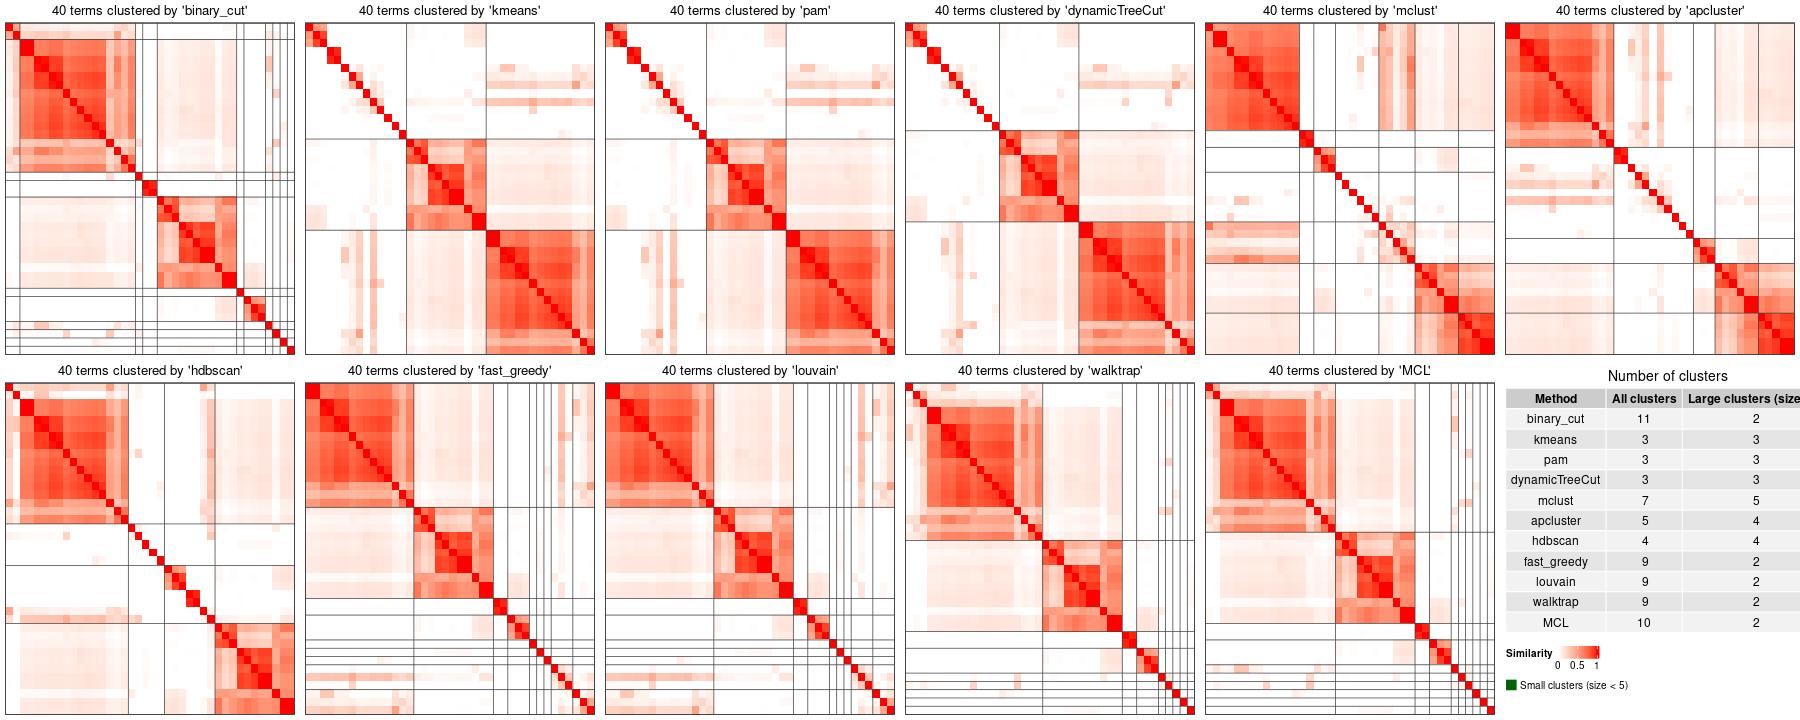 40 terms clustered by 'binary_cut'
40 terms clustered by 'kmeans'
40 terms clustered by 'pam'
40 terms clustered by 'dynamicTreeCut'
40 terms clustered by 'mclust'
40 terms clustered by 'apcluster'
40 terms clustered by 'hdbscan'
40 terms clustered by 'fast_greedy'
40 terms clustered by 'louvain'
40 terms clustered by 'walktrap'
40 terms clustered by 'MCL'
Number of clusters
Method All clusters Large clusters (size
binary_cut 11 2
kmeans 3 3
pam 3 3
dynamicTreeCut 3 3
mclust 7 5
apcluster 5 4
hdbscan 4 4
fast_greedy 9 2
louvain 9 2
walktrap 9 2
MCL 10 2
Similarity
0 0.5 1
Small clusters (size < 5)